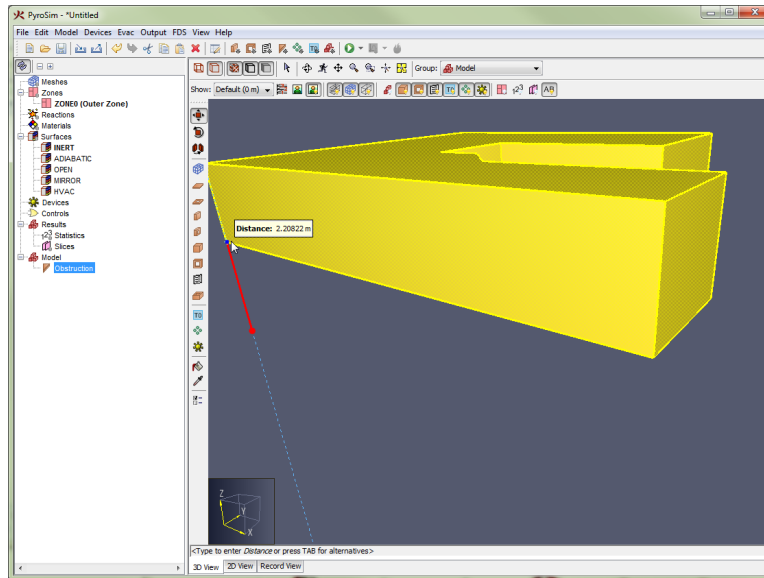 PyroSim - *Untitled
File Edit Model Devices Evac Output FDS View Help
Group: Model
Show: Default (0 m)
Meshes
Zones
ZONE0 (Outer Zone)
Reactions
Materials
Surfaces
INERT
ADIABATIC
OPEN
MIRROR
HVAC
Devices
Controls
Results
Statistics
Slices
Model
Obstruction
Distance: 2.20822 m
Z
Y
X
<Type to enter Distance or press TAB for alternatives>
3D View 2D View Record View